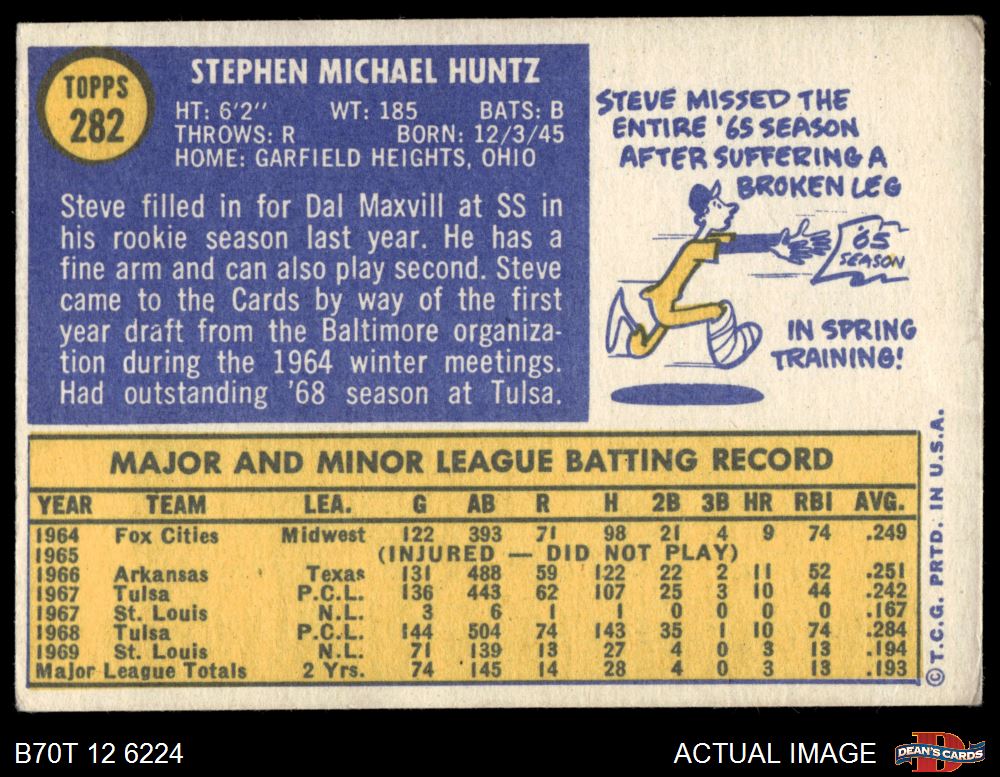 TOPPS
282
STEPHEN MICHAEL HUNTZ
HT: 6'2" WT: 185 BATS: B
THROWS: R BORN: 12/3/45
HOME: GARFIELD HEIGHTS, OHIO
Steve filled in for Dal Maxvill at SS in
his rookie season last year. He has a
fine arm and can also play second. Steve
came to the Cards by way of the first
year draft from the Baltimore organiza-
tion during the 1964 winter meetings.
Had outstanding '68 season at Tulsa.
STEVE MISSED THE
ENTIRE '65 SEASON
AFTER SUFFERING A
BROKEN LEG
'65
SEASON
IN SPRING
TRAINING!
MAJOR AND MINOR LEAGUE BATTING RECORD
YEAR TEAM LEA. G AB R H 2B 3B HR RBI AVG.
1964 Fox Cities Midwest 122 393 71 98 21 4 9 74 .249
1965 (INJURED — DID NOT PLAY)
1966 Arkansas Texas 131 488 59 122 22 2 11 52 .251
1967 Tulsa P.C.L. 136 443 62 107 25 3 10 44 .242
1967 St. Louis N.L. 3 6 1 1 0 0 0 0 .167
1968 Tulsa P.C.L. 144 504 74 143 35 1 10 74 .284
1969 St. Louis N.L. 71 139 13 27 4 0 3 13 .194
Major League Totals 2 Yrs. 74 145 14 28 4 0 3 13 .193
©T.C.G. PRTD. IN U.S.A.
B70T 12 6224
ACTUAL IMAGE
DEAN'S CARDS